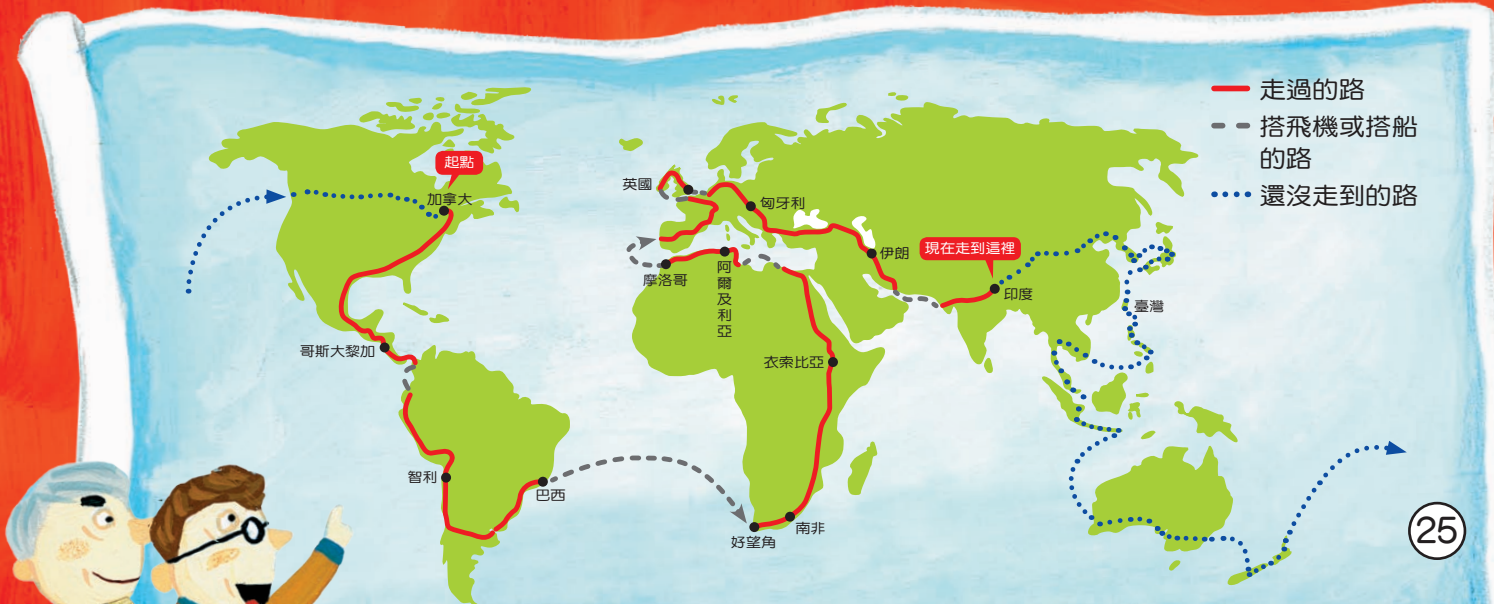 走過的路
搭飛機或搭船
的路
還沒走到的路
起點
加拿大
英國
匈牙利
伊朗
現在走到這裡
印度
臺灣
摩洛哥
阿爾及利亞
哥斯大黎加
衣索比亞
智利
巴西
南非
好望角
25